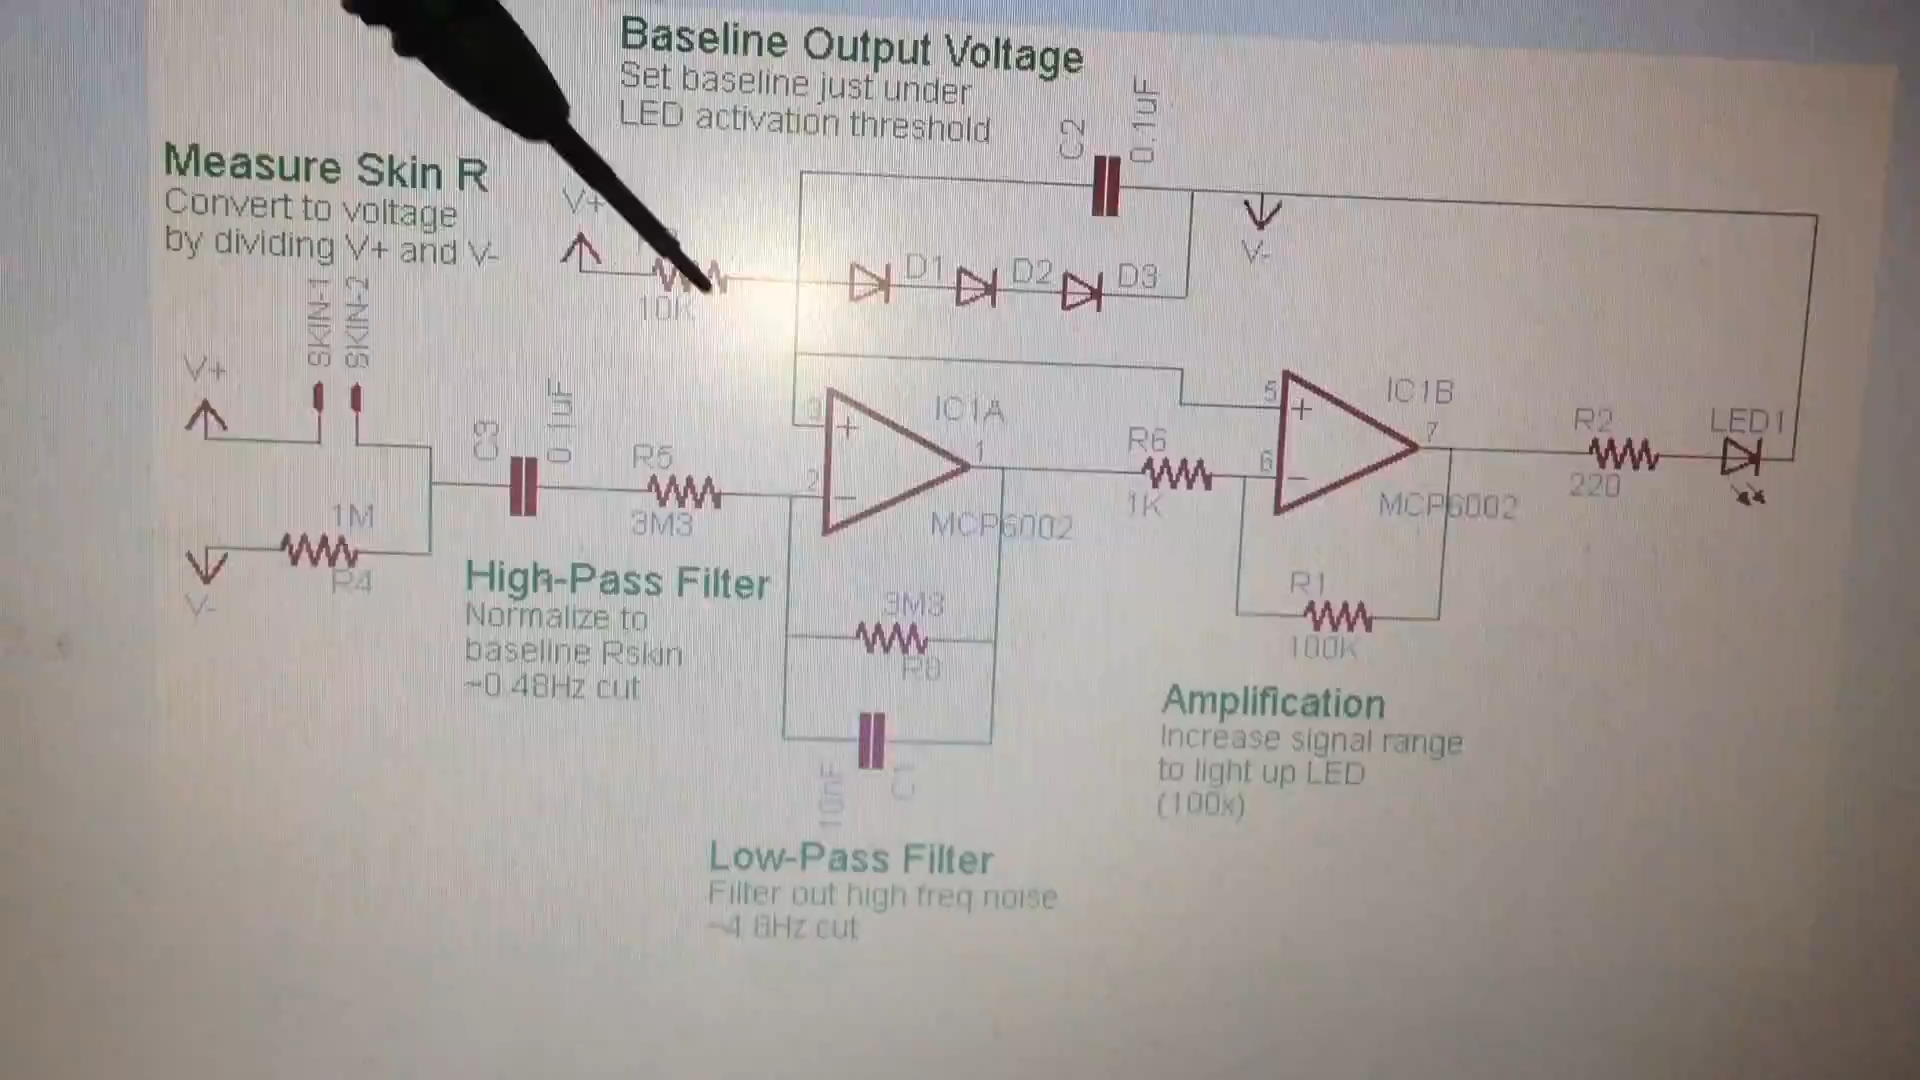 Baseline Output Voltage
Set baseline just under
LED activation threshold
C2
0.1uF
Measure Skin R
Convert to voltage
by dividing V+ and V-
V+
10K
D1
D2
D3
V-
SKIN-1
SKIN-2
V+
C3
0.1uF
R5
3M3
3
2
+
-
IC1A
1
MCP6002
R6
1K
5
6
+
-
IC1B
7
MCP6002
R2
220
LED1
1M
R4
V-
High-Pass Filter
Normalize to
baseline Rskin
~0.48Hz cut
3M3
10nF
C1
R1
100K
Amplification
Increase signal range
to light up LED
(100x)
Low-Pass Filter
Filter out high freq noise
~4.8Hz cut